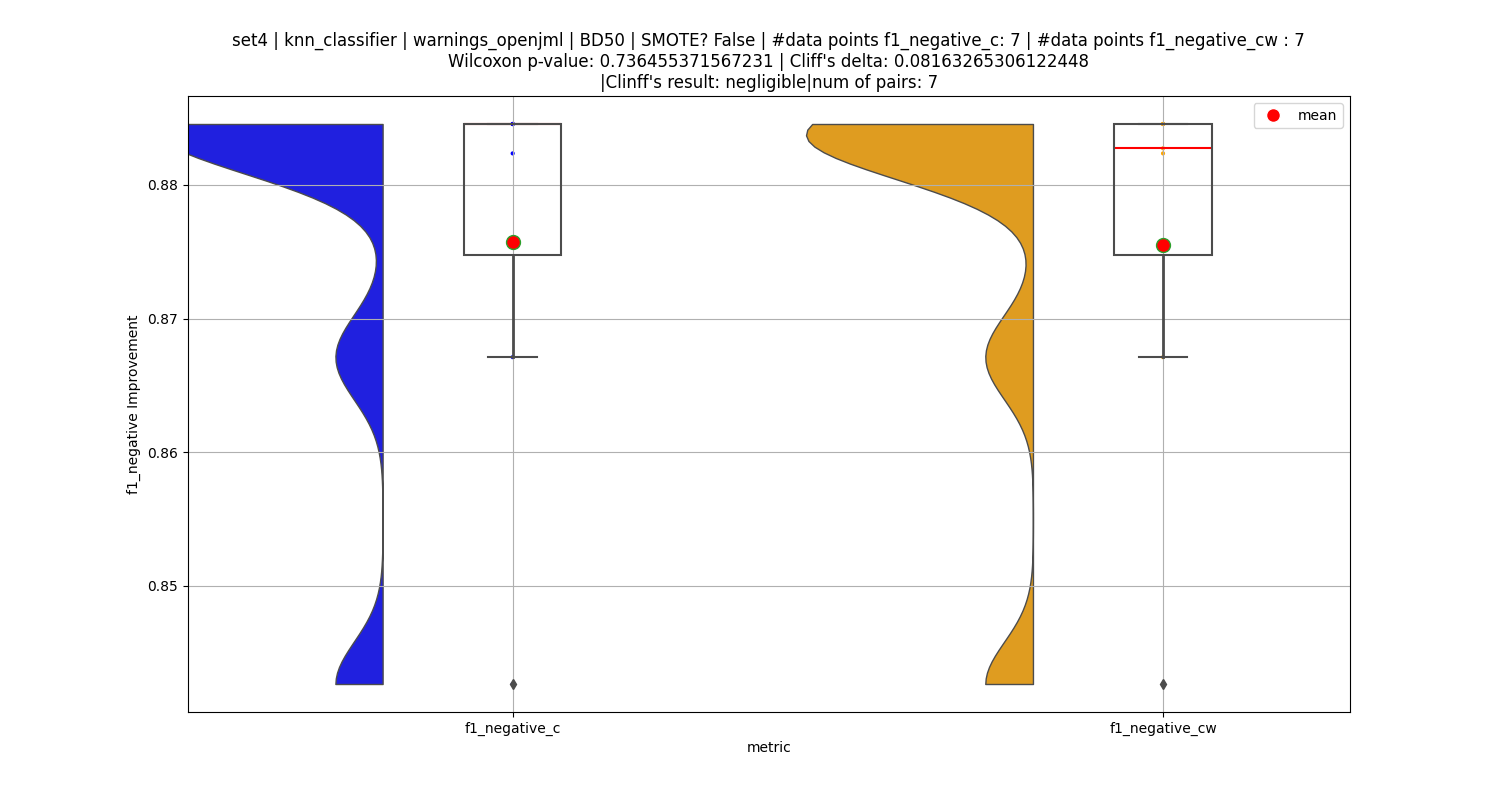 set4 | knn_classifier | warnings_openjml | BD50 | SMOTE? False | #data points f1_negative_c: 7 | #data points f1_negative_cw : 7
Wilcoxon p-value: 0.736455371567231 | Cliff's delta: 0.08163265306122448
|Clinff's result: negligible|num of pairs: 7
mean
0.88
0.87
0.86
0.85
f1_negative Improvement
f1_negative_c
f1_negative_cw
metric